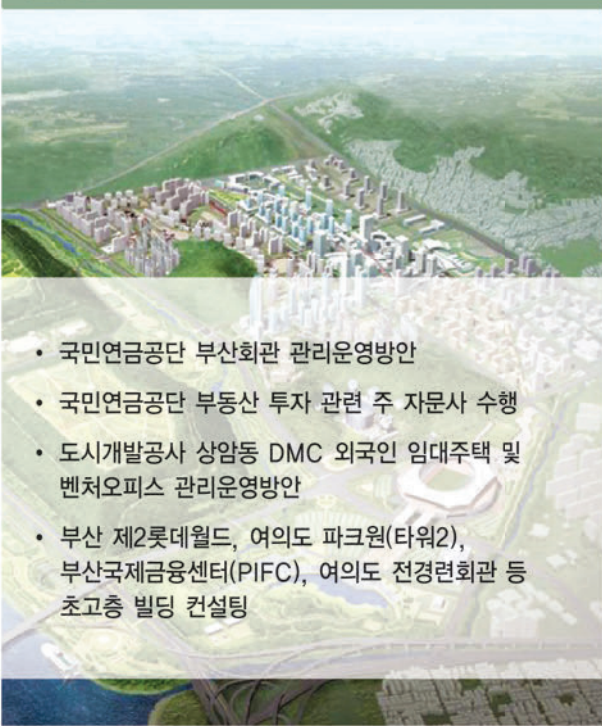 • 국민연금공단 부산회관 관리운영방안
• 국민연금공단 부동산 투자 관련 주 자문사 수행
• 도시개발공사 상암동 DMC 외국인 임대주택 및
벤처오피스 관리운영방안
• 부산 제2롯데월드, 여의도 파크원(타워2),
부산국제금융센터(PIFC), 여의도 전경련회관 등
초고층 빌딩 컨설팅